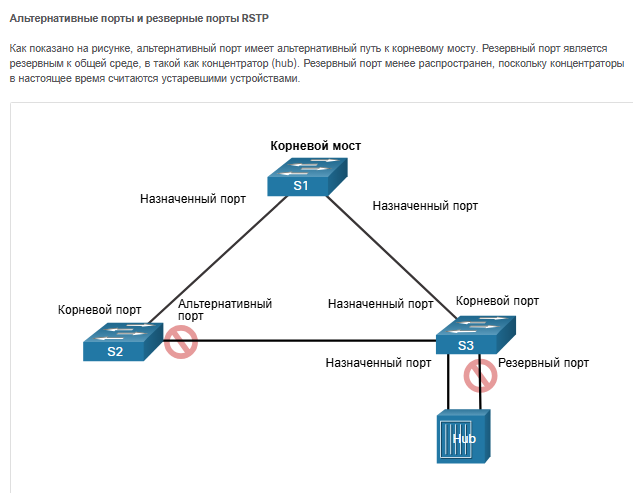 Альтернативные порты и резверные порты RSTP
Как показано на рисунке, альтернативный порт имеет альтернативный путь к корневому мосту. Резервный порт является
резервным к общей среде, в такой как концентратор (hub). Резервный порт менее распространен, поскольку концентраторы
в настоящее время считаются устаревшими устройствами.
Корневой мост
S1
Назначенный порт
Назначенный порт
Корневой порт
Альтернативный
порт
Назначенный порт
Корневой порт
S2
S3
Назначенный порт
Резервный порт
Hub